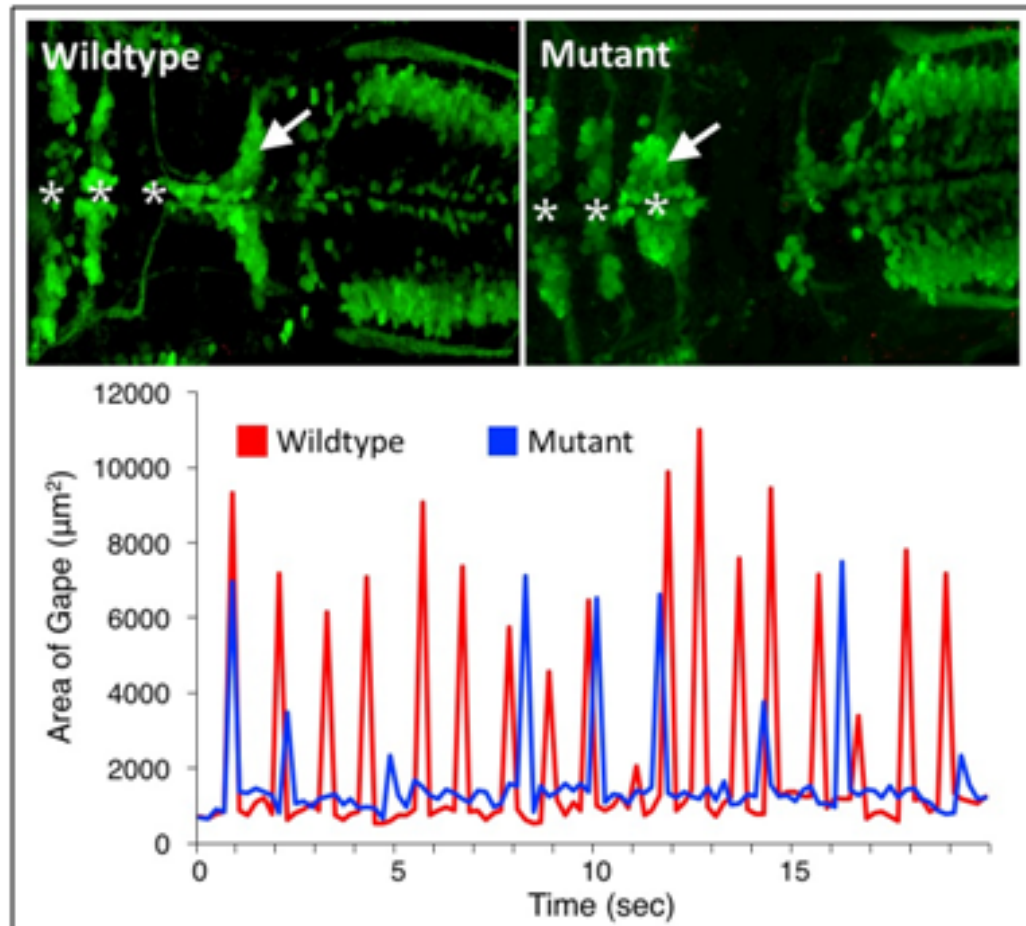 Wildtype
Mutant
* * *
* * *
12000
10000
8000
6000
4000
2000
0
Area of Gape (µm²)
Wildtype
Mutant
0 5 10 15
Time (sec)